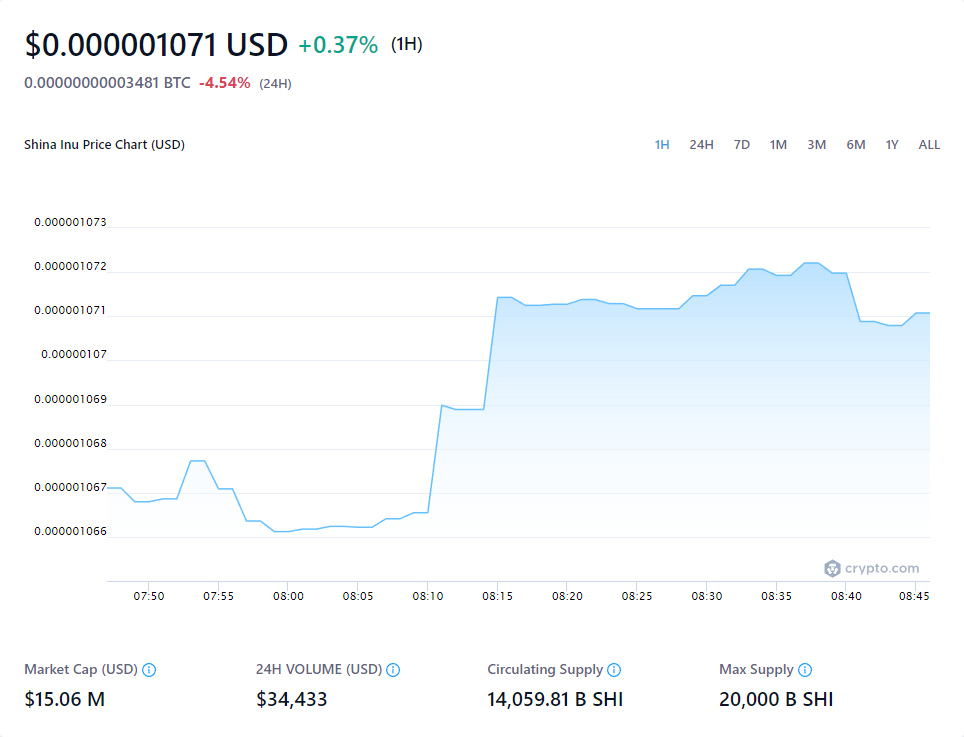 $0.000001071 USD +0.37% (1H)
0.00000000003481 BTC -4.54% (24H)
Shina Inu Price Chart (USD)
1H 24H 7D 1M 3M 6M 1Y ALL
0.000001073
0.000001072
0.000001071
0.00000107
0.000001069
0.000001068
0.000001067
0.000001066
crypto.com
07:50 07:55 08:00 08:05 08:10 08:15 08:20 08:25 08:30 08:35 08:40 08:45
Market Cap (USD) 24H VOLUME (USD) Circulating Supply Max Supply
$15.06 M $34,433 14,059.81 B SHI 20,000 B SHI